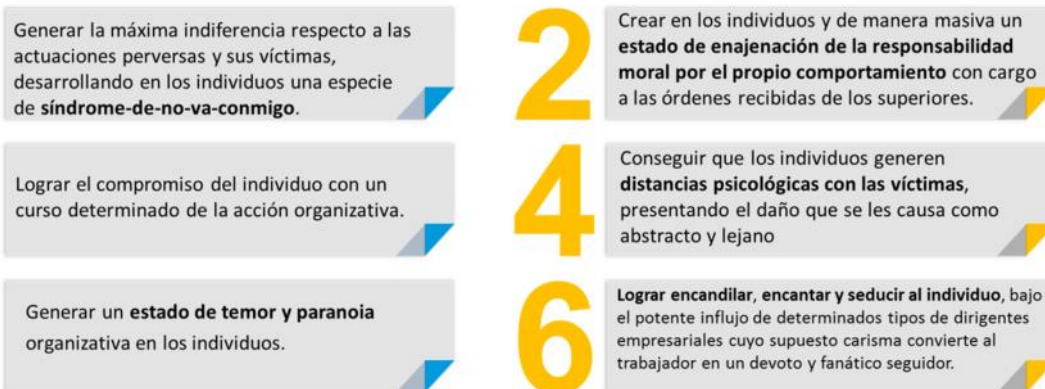 Generar la máxima indiferencia respecto a las
actuaciones perversas y sus víctimas,
desarrollando en los individuos una especie
de síndrome-de-no-va-conmigo.
2
Crear en los individuos y de manera masiva un
estado de enajenación de la responsabilidad
moral por el propio comportamiento con cargo
a las órdenes recibidas de los superiores.
Lograr el compromiso del individuo con un
curso determinado de la acción organizativa.
4
Conseguir que los individuos generen
distancias psicológicas con las víctimas,
presentando el daño que se les causa como
abstracto y lejano
Generar un estado de temor y paranoia
organizativa en los individuos.
6
Lograr encandilar, encantar y seducir al individuo, bajo
el potente influjo de determinados tipos de dirigentes
empresariales cuyo supuesto carisma convierte al
trabajador en un devoto y fanático seguidor.